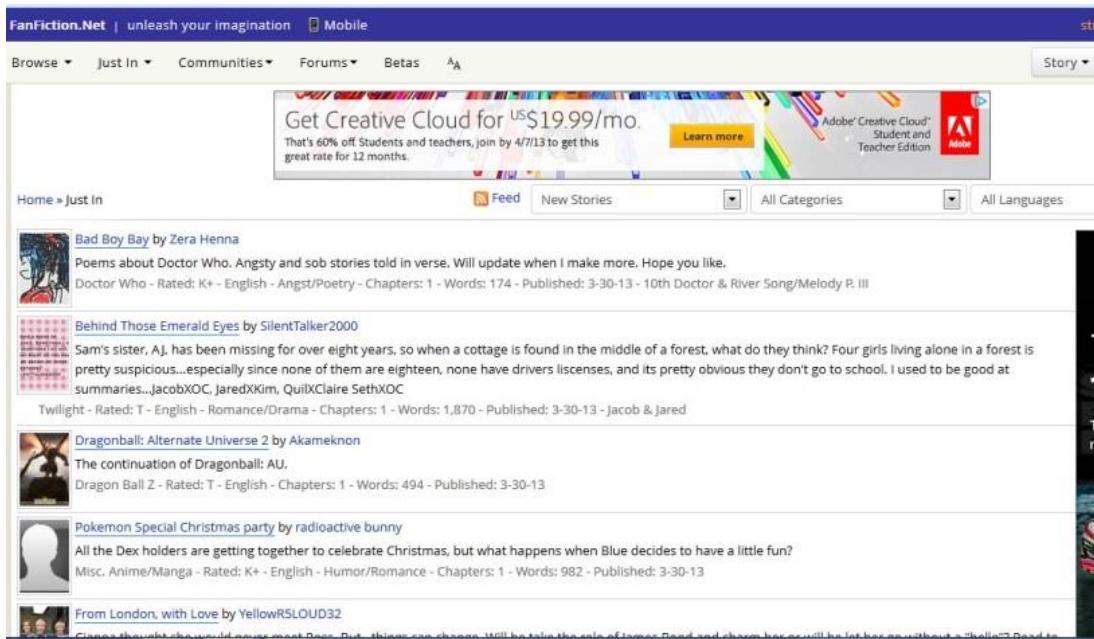 FanFiction.Net | unleash your imagination Mobile
Browse Just In Communities Forums Betas AA Story
Get Creative Cloud for US$19.99/mo.
That's 60% off. Students and teachers, join by 4/7/13 to get this
great rate for 12 months.
Learn more
Adobe® Creative Cloud™
Student and
Teacher Edition
Adobe
Home » Just In Feed New Stories All Categories All Languages
Bad Boy Bay by Zera Henna
Poems about Doctor Who. Angsty and sob stories told in verse. Will update when I make more. Hope you like.
Doctor Who - Rated: K+ - English - Angst/Poetry - Chapters: 1 - Words: 174 - Published: 3-30-13 - 10th Doctor & River Song/Melody P. III
Behind Those Emerald Eyes by SilentTalker2000
Sam's sister, AJ, has been missing for over eight years, so when a cottage is found in the middle of a forest, what do they think? Four girls living alone in a forest is
pretty suspicious...especially since none of them are eighteen, none have drivers liscenses, and its pretty obvious they don't go to school. I used to be good at
summaries...JacobXOC, JaredXKim, QuilXClaire SethXOC
Twilight - Rated: T - English - Romance/Drama - Chapters: 1 - Words: 1,870 - Published: 3-30-13 - Jacob & Jared
Dragonball: Alternate Universe 2 by Akameknon
The continuation of Dragonball: AU.
Dragon Ball Z - Rated: T - English - Chapters: 1 - Words: 494 - Published: 3-30-13
Pokemon Special Christmas party by radioactive bunny
All the Dex holders are getting together to celebrate Christmas, but what happens when Blue decides to have a little fun?
Misc. Anime/Manga - Rated: K+ - English - Humor/Romance - Chapters: 1 - Words: 982 - Published: 3-30-13
From London, with Love by YellowR5LOUD32